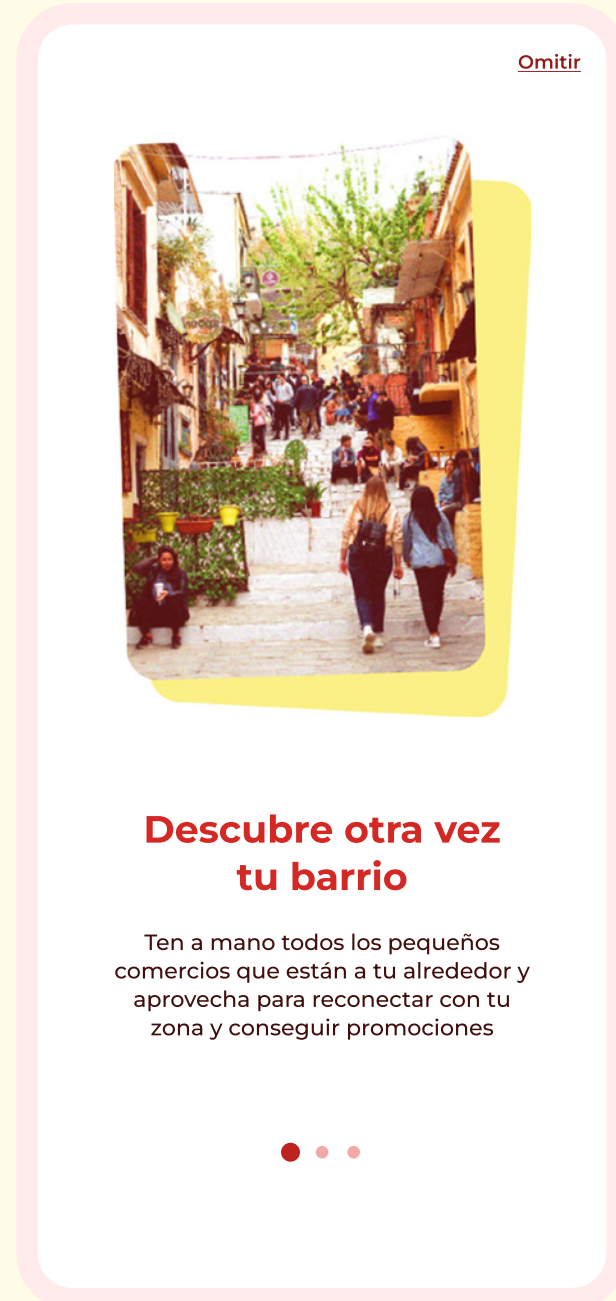 Omitir
Descubre otra vez
tu barrio
Ten a mano todos los pequeños
comercios que están a tu alrededor y
aprovecha para reconectar con tu
zona y conseguir promociones